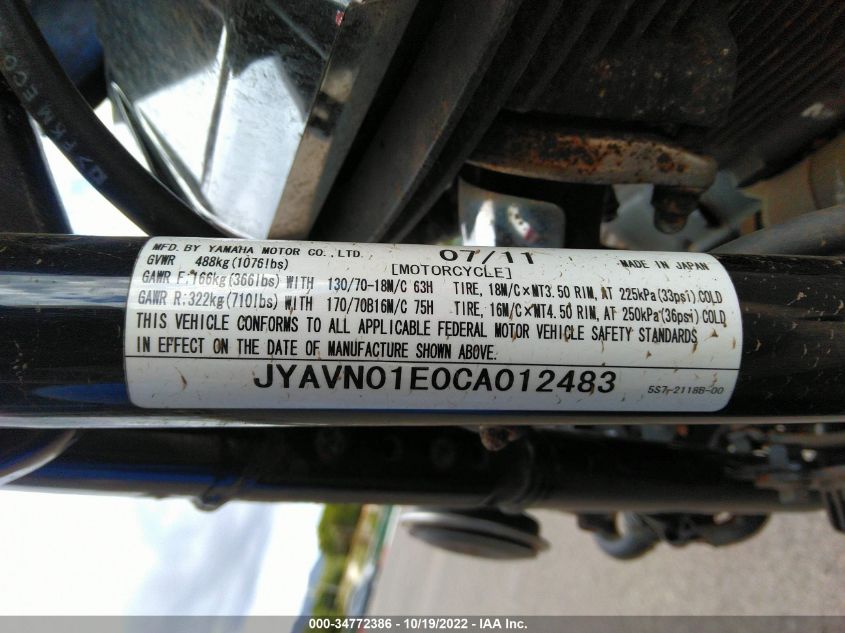 MFD. BY YAMAHA MOTOR CO.,LTD. 07/11 MADE IN JAPAN
GVWR 488kg(1076lbs) [MOTORCYCLE]
GAWR F:166kg(366lbs) WITH 130/70-18M/C 63H TIRE, 18M/C×MT3.50 RIM, AT 225kPa(33psi)COLD
GAWR R:322kg(710lbs) WITH 170/70B16M/C 75H TIRE, 16M/C×MT4.50 RIM, AT 250kPa(36psi)COLD
THIS VEHICLE CONFORMS TO ALL APPLICABLE FEDERAL MOTOR VEHICLE SAFETY STANDARDS
IN EFFECT ON THE DATE OF MANUFACTURE SHOWN ABOVE.
JYAVN01E0CA012483 5S7-2118B-00
000-34772386 - 10/19/2022 - IAA Inc.